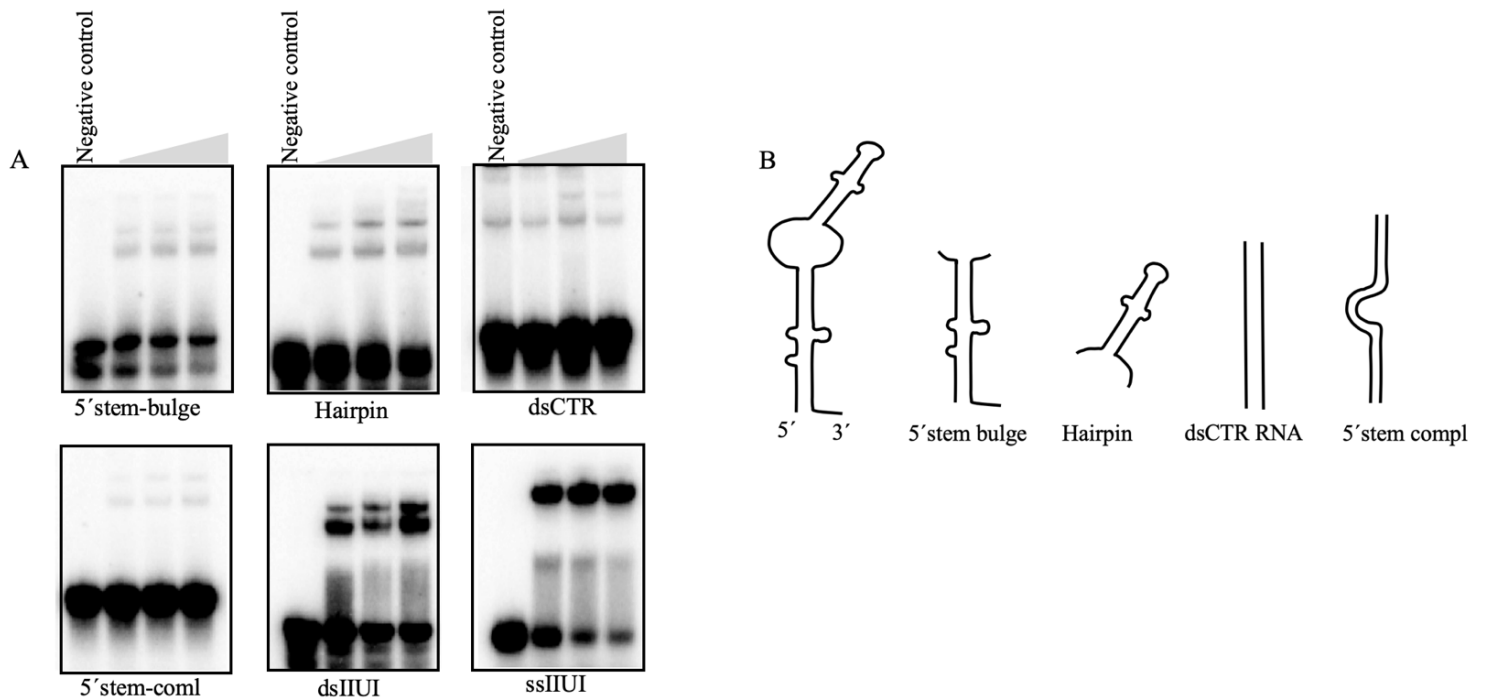 Negative control
Negative control
Negative control
A
B
5´stem-bulge
Hairpin
dsCTR
5´
3´
5´stem bulge
Hairpin
dsCTR RNA
5´stem compl
5´stem-coml
dsIIUI
ssIIUI